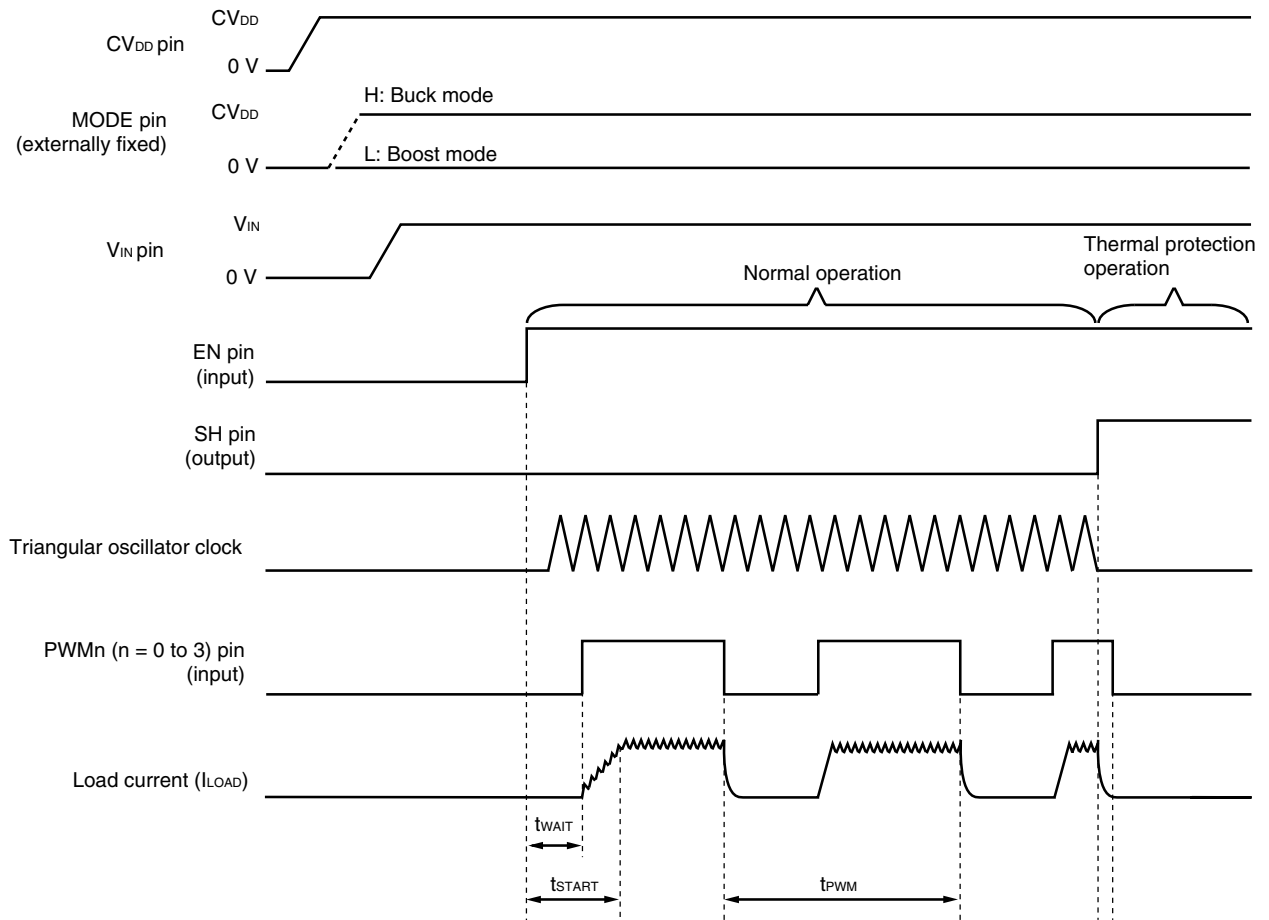 CVDD
CVDD pin
0 V
H: Buck mode
CVDD
MODE pin
(externally fixed)
L: Boost mode
0 V
VIN
VIN pin
0 V
Thermal protection
operation
Normal operation
EN pin
(input)
SH pin
(output)
Triangular oscillator clock
PWMn (n = 0 to 3) pin
(input)
Load current (ILOAD)
tWAIT
tSTART
tPWM